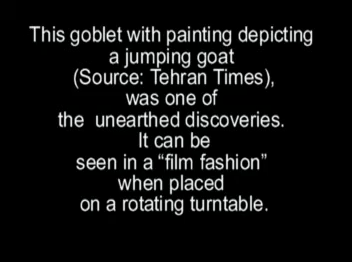 This goblet with painting depicting
a jumping goat
(Source: Tehran Times),
was one of
the unearthed discoveries.
It can be
seen in a “film fashion”
when placed
on a rotating turntable.